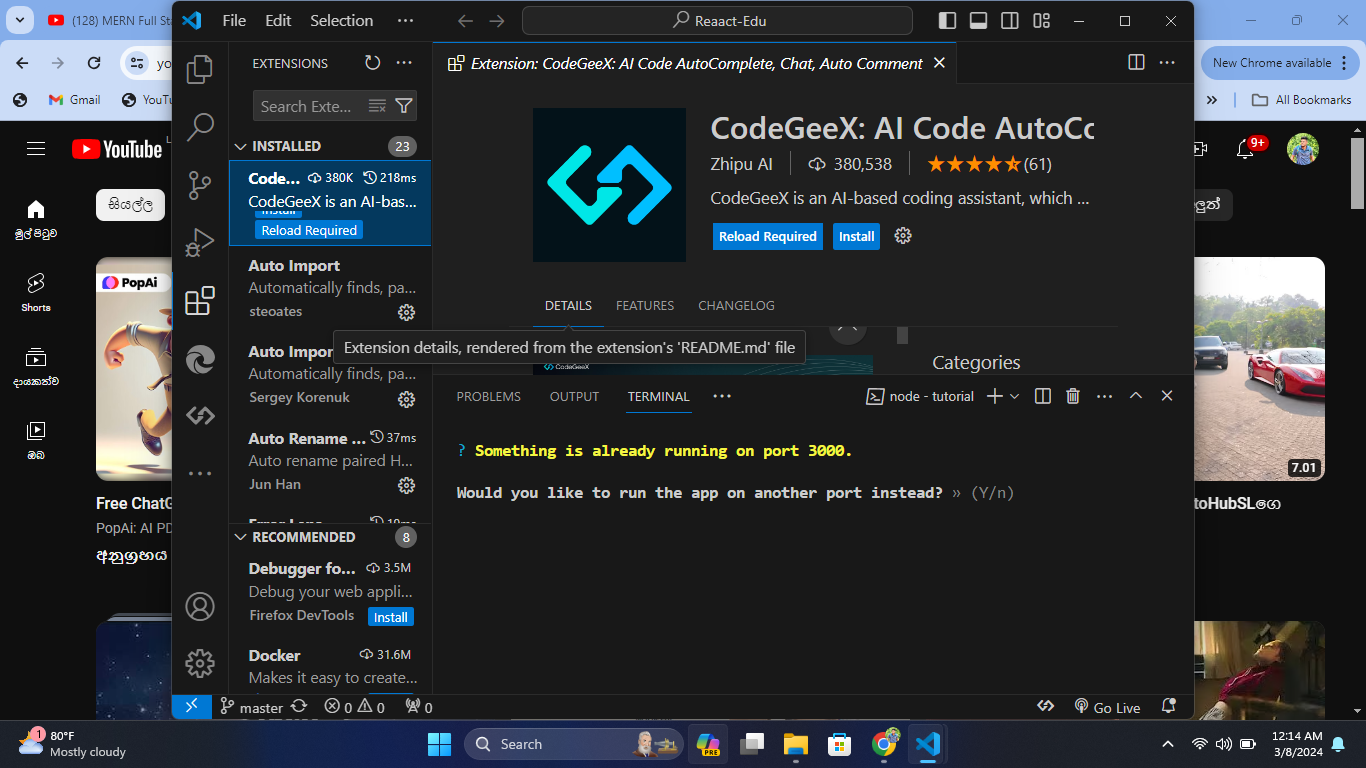 (128) MERN Full Sta
File Edit Selection ···
Reaact-Edu
New Chrome available
yo
Gmail
YouTu
»
All Bookmarks
YouTube
L
9+
සියල්ල
මුල් පිටුව
Shorts
දායකත්ව
ඔබ
PopAi
Free ChatG
PopAi: AI PD
අනුග්‍රහය
7.01
toHubSLගෙ
EXTENSIONS
Search Exte...
INSTALLED 23
Code... 380K 218ms
CodeGeeX is an AI-bas...
Install
Reload Required
Auto Import
Automatically finds, pa...
steoates
Auto Impor
Automatically finds, pa...
Sergey Korenuk
Auto Rename ... 37ms
Auto rename paired H...
Jun Han
RECOMMENDED 8
Debugger fo... 3.5M
Debug your web appli...
Firefox DevTools Install
Docker 31.6M
Makes it easy to create...
Extension: CodeGeeX: AI Code AutoComplete, Chat, Auto Comment
CodeGeeX: AI Code AutoCc
Zhipu AI 380,538 (61)
CodeGeeX is an AI-based coding assistant, which ...
Reload Required Install
DETAILS FEATURES CHANGELOG
Extension details, rendered from the extension's 'README.md' file
CodeGeeX
Categories
PROBLEMS OUTPUT TERMINAL ···
node - tutorial
? Something is already running on port 3000.
Would you like to run the app on another port instead? » (Y/n)
master 0 0 0
Go Live
1
80°F
Mostly cloudy
Search
PRE
12:14 AM
3/8/2024